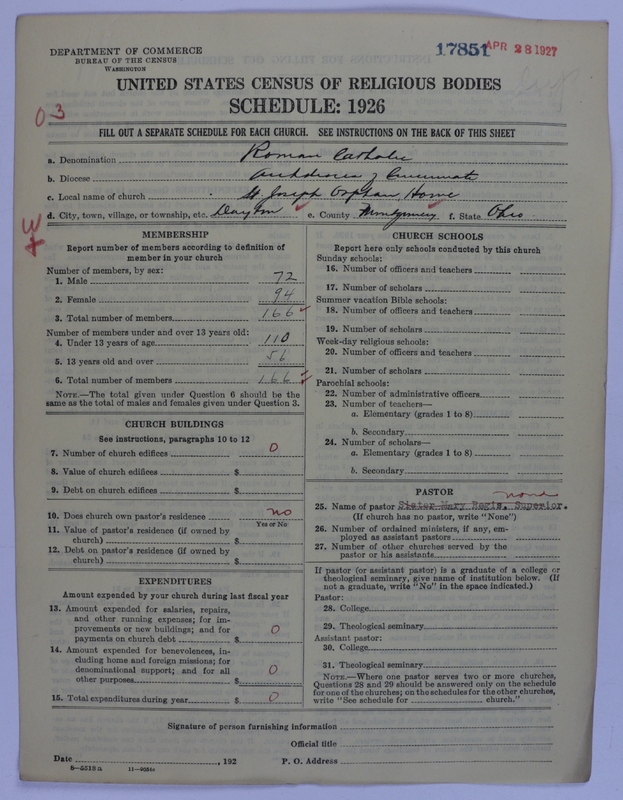 DEPARTMENT OF COMMERCE
BUREAU OF THE CENSUS
WASHINGTON
17851 APR 28 1927
UNITED STATES CENSUS OF RELIGIOUS BODIES
SCHEDULE: 1926
03
FILL OUT A SEPARATE SCHEDULE FOR EACH CHURCH. SEE INSTRUCTIONS ON THE BACK OF THIS SHEET
a. Denomination Roman Catholic
b. Diocese Archdiocese of Cincinnati
c. Local name of church St Joseph Orphan Home
d. City, town, village, or township, etc. Dayton e. County Montgomery f. State Ohio
MEMBERSHIP
Report number of members according to definition of
member in your church
Number of members, by sex:
1. Male 72
2. Female 94
3. Total number of members 166
Number of members under and over 13 years old:
4. Under 13 years of age 110
5. 13 years old and over 56
6. Total number of members 166
NOTE.—The total given under Question 6 should be the
same as the total of males and females given under Question 3.
CHURCH BUILDINGS
See instructions, paragraphs 10 to 12
7. Number of church edifices 0
8. Value of church edifices $
9. Debt on church edifices $
10. Does church own pastor's residence no
Yes or No
11. Value of pastor's residence (if owned by
church) $
12. Debt on pastor's residence (if owned by
church) $
EXPENDITURES
Amount expended by your church during last fiscal year
13. Amount expended for salaries, repairs,
and other running expenses; for im-
provements or new buildings; and for
payments on church debt $ 0
14. Amount expended for benevolences, in-
cluding home and foreign missions; for
denominational support; and for all
other purposes $ 0
15. Total expenditures during year $ 0
CHURCH SCHOOLS
Report here only schools conducted by this church
Sunday schools:
16. Number of officers and teachers
17. Number of scholars
Summer vacation Bible schools:
18. Number of officers and teachers
19. Number of scholars
Week-day religious schools:
20. Number of officers and teachers
21. Number of scholars
Parochial schools:
22. Number of administrative officers
23. Number of teachers—
a. Elementary (grades 1 to 8)
b. Secondary
24. Number of scholars—
a. Elementary (grades 1 to 8)
b. Secondary
PASTOR
none
25. Name of pastor Sister Mary Regis, Superior.
(If church has no pastor, write "None")
26. Number of ordained ministers, if any, em-
ployed as assistant pastors
27. Number of other churches served by the
pastor or his assistants
If pastor (or assistant pastor) is a graduate of a college or
theological seminary, give name of institution below. (If
not a graduate, write "No" in the space indicated.)
Pastor:
28. College
29. Theological seminary
Assistant pastor:
30. College
31. Theological seminary
NOTE.—Where one pastor serves two or more churches,
Questions 28 and 29 should be answered only on the schedule
for one of the churches; on the schedules for the other churches,
write "See schedule for church."
Signature of person furnishing information
Official title
Date , 192 P. O. Address
8—5518a 11—9084